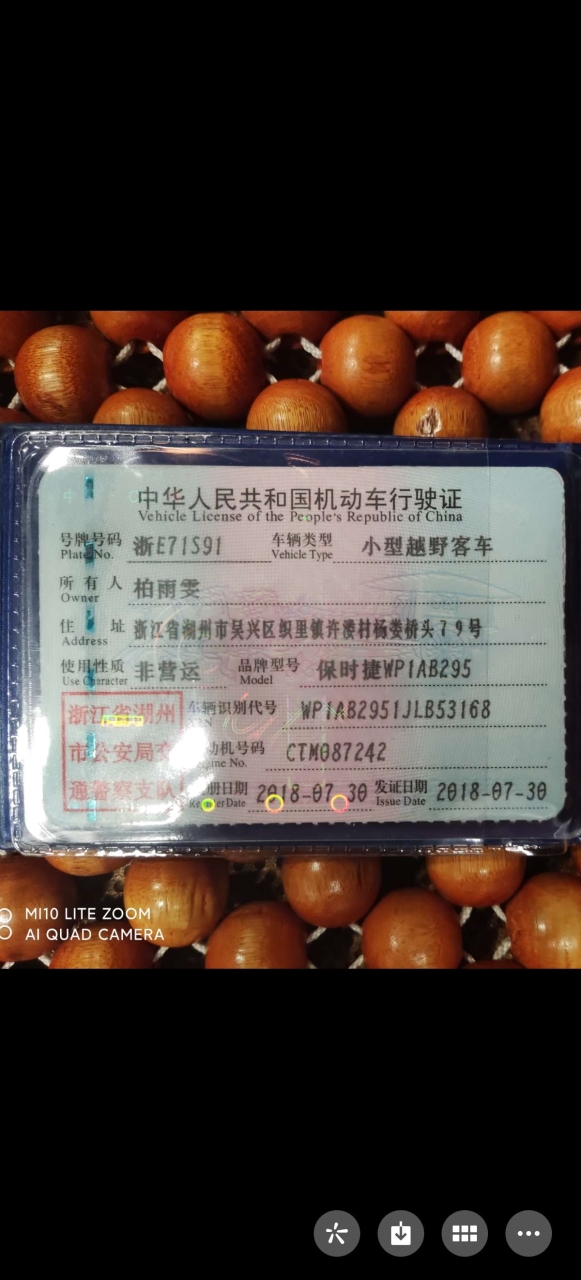 中华人民共和国机动车行驶证
Vehicle License of the People's Republic of China
号牌号码 浙E71S91 车辆类型 小型越野客车
Plate No. Vehicle Type
所有人 柏雨雯
Owner
住址 浙江省湖州市吴兴区织里镇许溇村杨娄桥头79号
Address
使用性质 非营运 品牌型号 保时捷WP1AB295
Use Character Model
浙江省湖州 车辆识别代号 WP1AB2951JLB53168
VIN
市公安局交 动机号码 CTM087242
gine No.
通警察支队 册日期 2018-07-30 发证日期 2018-07-30
Register Date Issue Date
MI10 LITE ZOOM
AI QUAD CAMERA